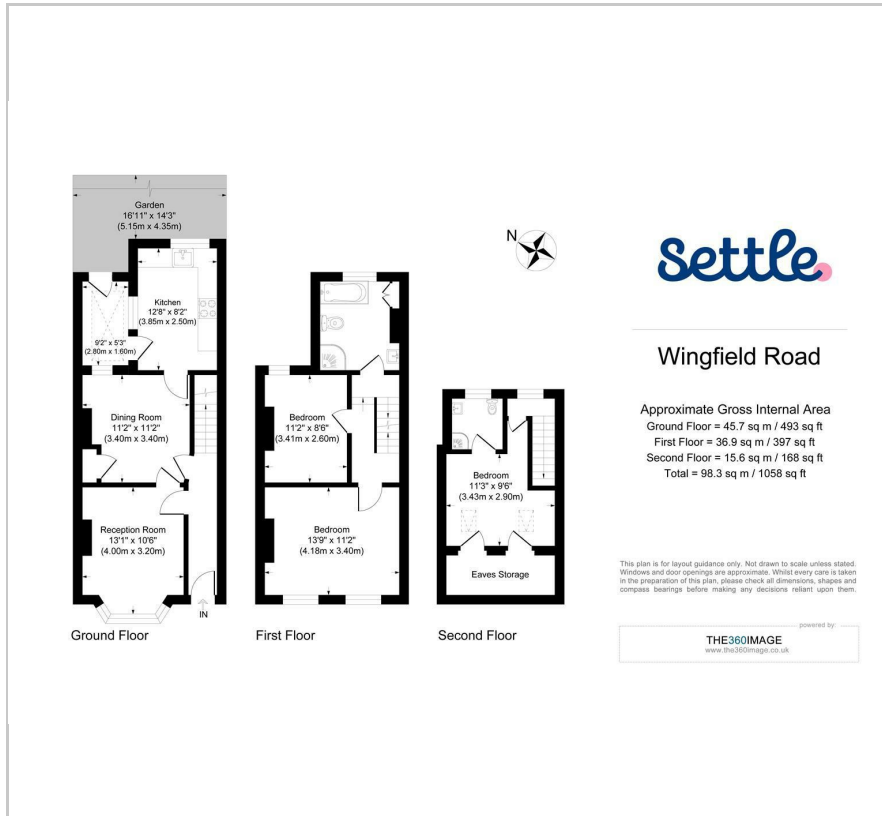 Garden
16'11" x 14'3"
(5.15m x 4.35m)
Kitchen
12'8" x 8'2"
(3.85m x 2.50m)
9'2" x 5'3"
(2.80m x 1.60m)
Dining Room
11'2" x 11'2"
(3.40m x 3.40m)
Reception Room
13'1" x 10'6"
(4.00m x 3.20m)
IN
Ground Floor
Bedroom
11'2" x 8'6"
(3.41m x 2.60m)
Bedroom
13'9" x 11'2"
(4.18m x 3.40m)
First Floor
N
Bedroom
11'3" x 9'6"
(3.43m x 2.90m)
Eaves Storage
Second Floor
Settle
Wingfield Road
Approximate Gross Internal Area
Ground Floor = 45.7 sq m / 493 sq ft
First Floor = 36.9 sq m / 397 sq ft
Second Floor = 15.6 sq m / 168 sq ft
Total = 98.3 sq m / 1058 sq ft
This plan is for layout guidance only. Not drawn to scale unless stated.
Windows and door openings are approximate. Whilst every care is taken
in the preparation of this plan, please check all dimensions, shapes and
compass bearings before making any decisions reliant upon them.
powered by:
THE360IMAGE
www.the360image.co.uk